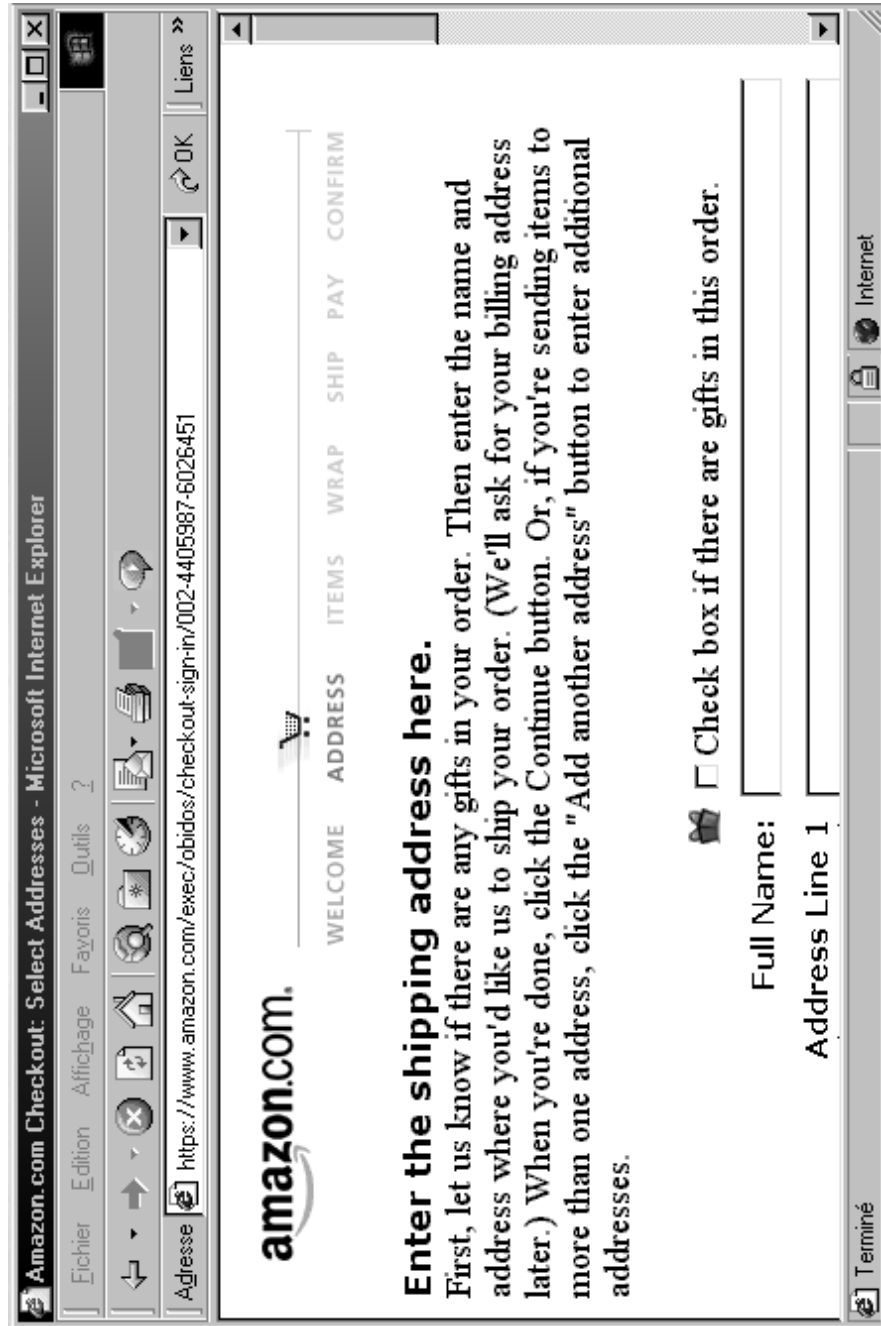 Amazon.com Checkout: Select Addresses - Microsoft Internet Explorer
Fichier Edition Affichage Favoris Outils ?
Adresse https://www.amazon.com/exec/obidos/checkout-sign-in/002-4405987-6026451 OK Liens »
amazon.com.
WELCOME ADDRESS ITEMS WRAP SHIP PAY CONFIRM
Enter the shipping address here.
First, let us know if there are any gifts in your order. Then enter the name and
address where you'd like us to ship your order. (We'll ask for your billing address
later.) When you're done, click the Continue button. Or, if you're sending items to
more than one address, click the "Add another address" button to enter additional
addresses.
Check box if there are gifts in this order.
Full Name:
Address Line 1
Terminé Internet